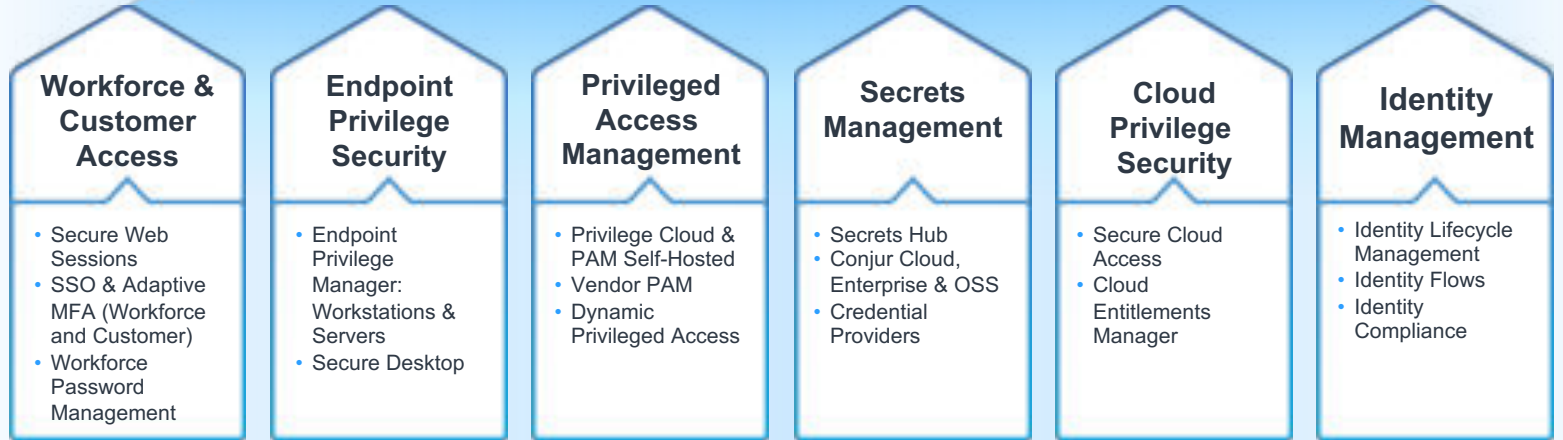 Workforce &
Customer
Access
• Secure Web
Sessions
• SSO & Adaptive
MFA (Workforce
and Customer)
• Workforce
Password
Management
Endpoint
Privilege
Security
• Endpoint
Privilege
Manager:
Workstations &
Servers
• Secure Desktop
Privileged
Access
Management
• Privilege Cloud &
PAM Self-Hosted
• Vendor PAM
• Dynamic
Privileged Access
Secrets
Management
• Secrets Hub
• Conjur Cloud,
Enterprise & OSS
• Credential
Providers
Cloud
Privilege
Security
• Secure Cloud
Access
• Cloud
Entitlements
Manager
Identity
Management
• Identity Lifecycle
Management
• Identity Flows
• Identity
Compliance